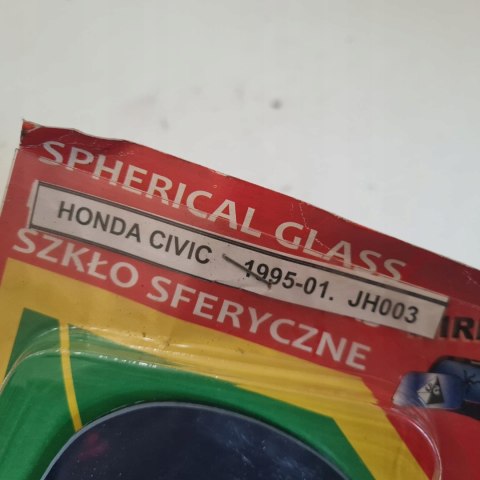 SPHERICAL GLASS
HONDA CIVIC 1995-01. JH003
SZKŁO SFERYCZNE